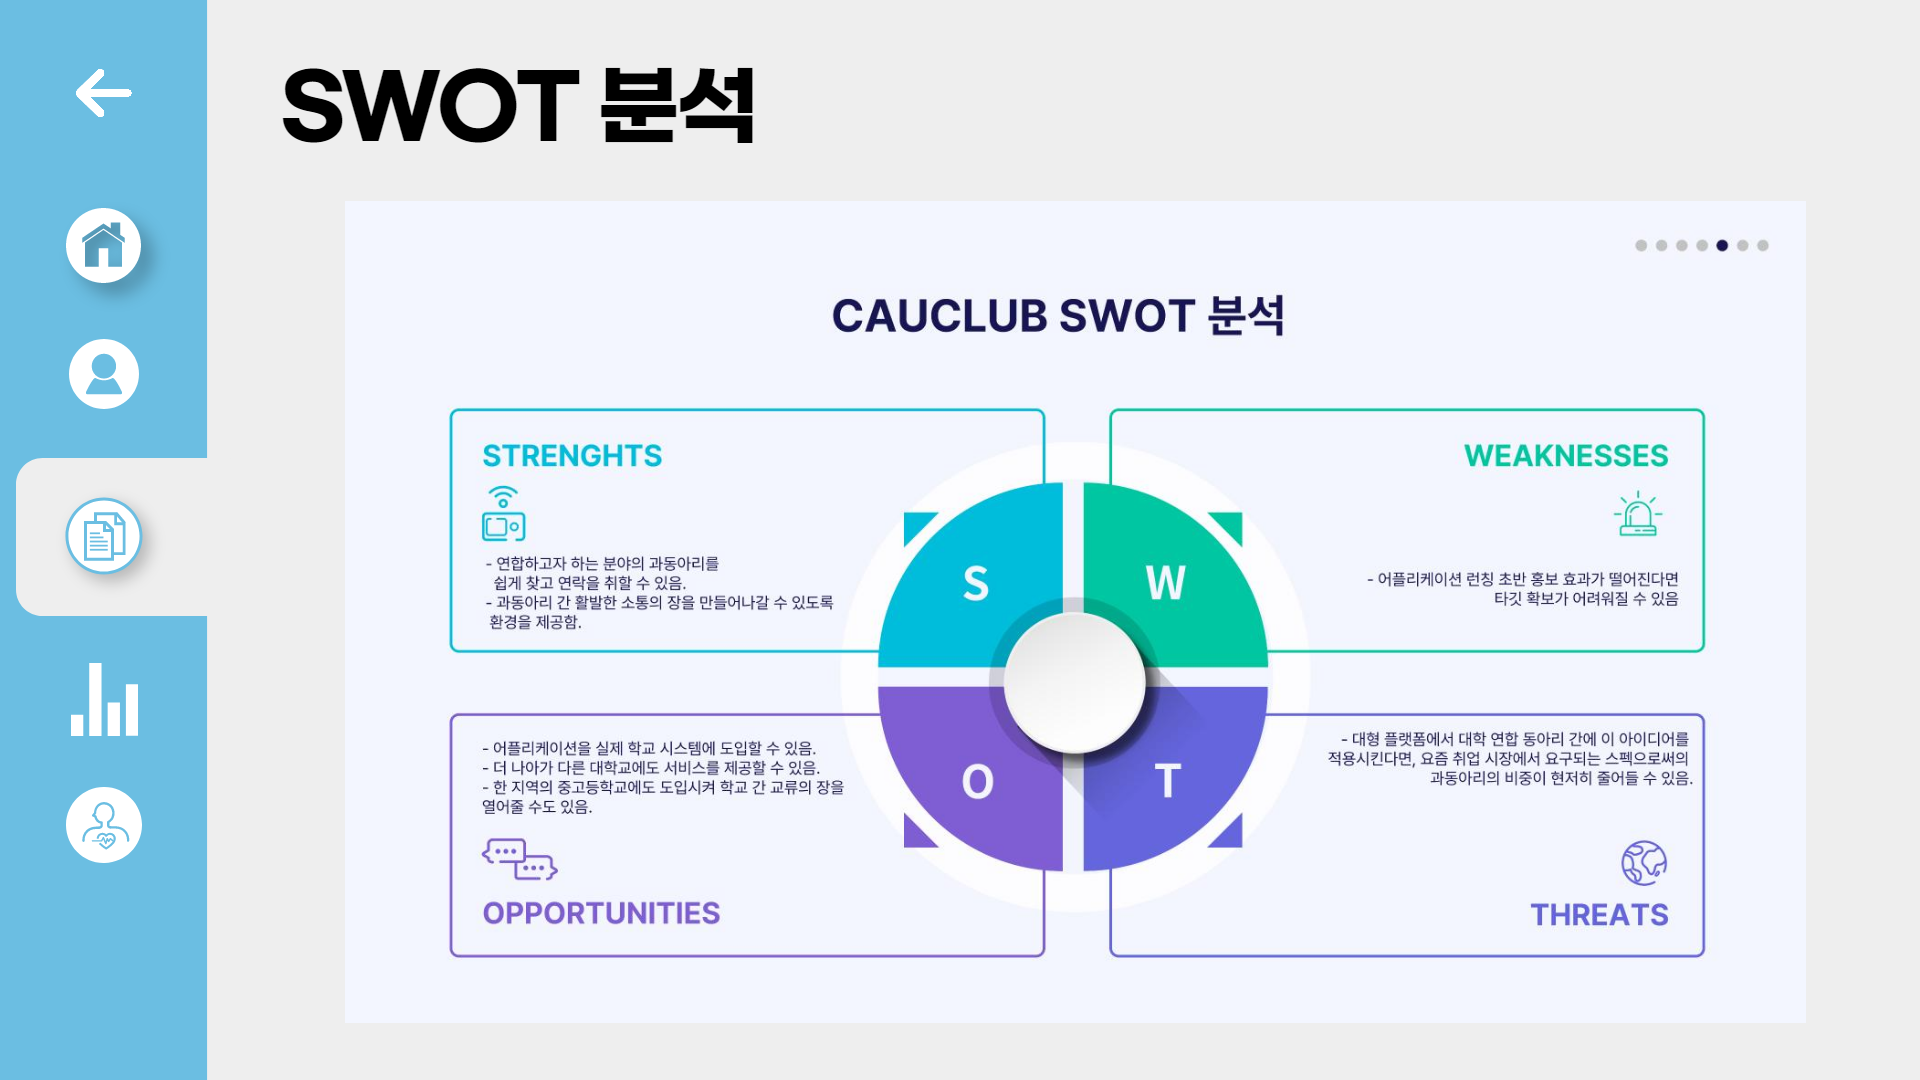 SWOT 분석
CAUCLUB SWOT 분석
STRENGHTS
- 연합하고자 하는 분야의 과동아리를
쉽게 찾고 연락을 취할 수 있음.
- 과동아리 간 활발한 소통의 장을 만들어나갈 수 있도록
환경을 제공함.
WEAKNESSES
- 어플리케이션 런칭 초반 홍보 효과가 떨어진다면
타깃 확보가 어려워질 수 있음
S
W
O
T
- 어플리케이션을 실제 학교 시스템에 도입할 수 있음.
- 더 나아가 다른 대학교에도 서비스를 제공할 수 있음.
- 한 지역의 중고등학교에도 도입시켜 학교 간 교류의 장을
열어줄 수도 있음.
OPPORTUNITIES
- 대형 플랫폼에서 대학 연합 동아리 간에 이 아이디어를
적용시킨다면, 요즘 취업 시장에서 요구되는 스펙으로써의
과동아리의 비중이 현저히 줄어들 수 있음.
THREATS